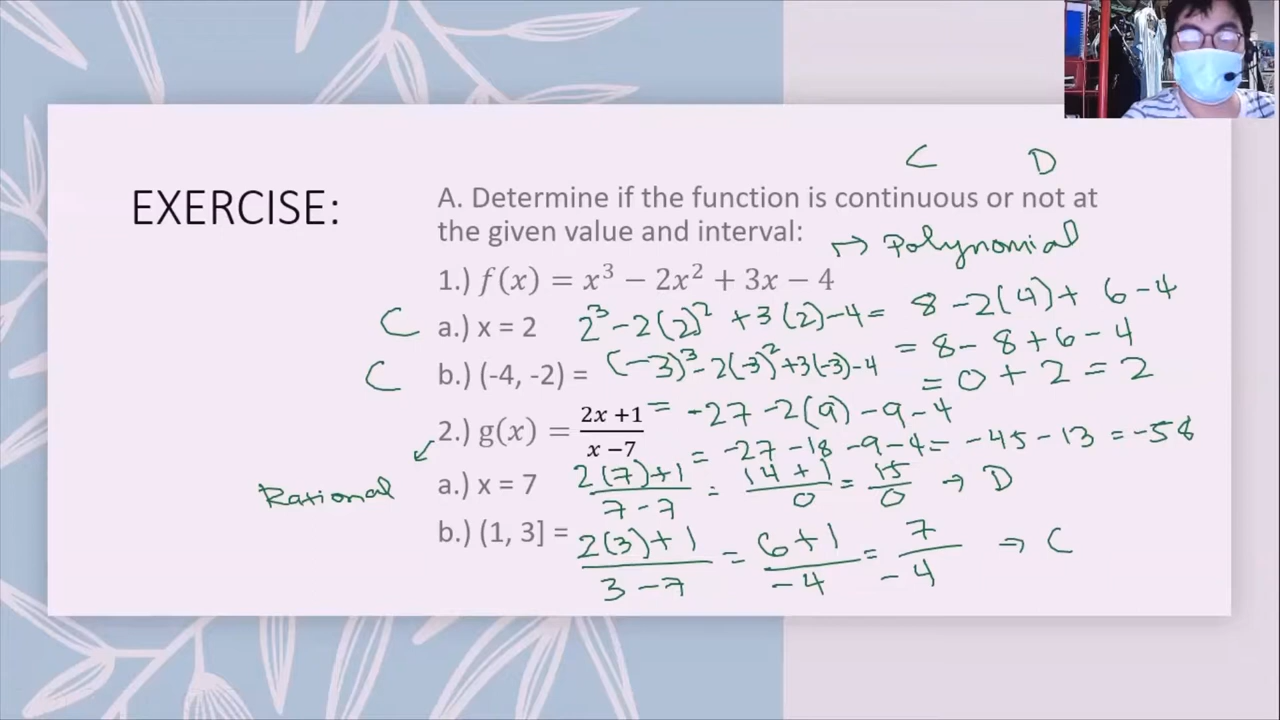 C D
EXERCISE:
A. Determine if the function is continuous or not at
the given value and interval:
→ Polynomial
1.) f(x) = x³ − 2x² + 3x − 4
C a.) x = 2 2³ - 2(2)² + 3(2) - 4 = 8 - 2(4) + 6 - 4
= 8 - 8 + 6 - 4
C b.) (-4, -2) = (-3)³ - 2(-3)² + 3(-3) - 4
= 0 + 2 = 2
2.) g(x) = (2x + 1)/(x − 7)
= -27 - 2(9) - 9 - 4
= -27 - 18 - 9 - 4 = -45 - 13 = -58
Rational
a.) x = 7 (2(7) + 1)/(7 - 7) = (14 + 1)/0 = 15/0 → D
b.) (1, 3] = (2(3) + 1)/(3 - 7) = (6 + 1)/-4 = 7/-4 → C